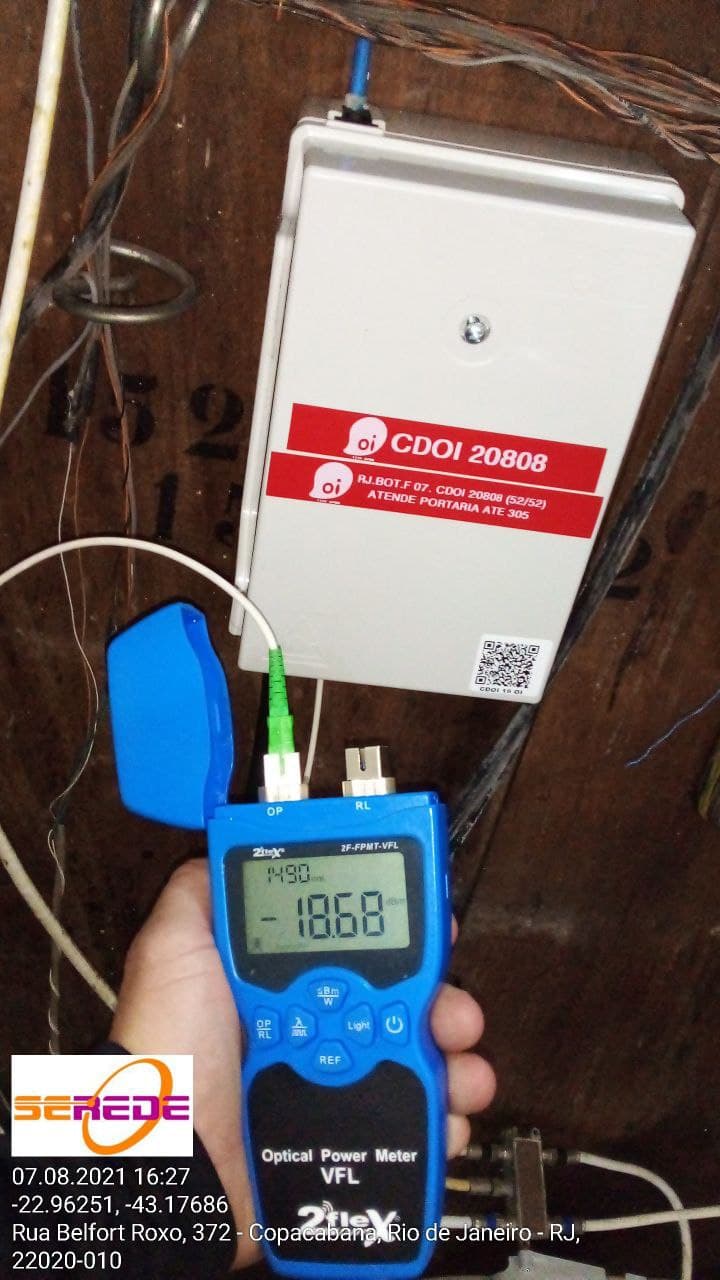 52
oi CDOI 20808
oi RJ.BOT.F 07. CDOI 20808 (52/52)
ATENDE PORTARIA ATE 305
CDOI 16 OI
OP RL
2flex 2F-FPMT-VFL
1490
-18.68 dBm
≤Bm
W
OP
RL
λ
Light
REF
Optical Power Meter
VFL
2flex
SEREDE
07.08.2021 16:27
-22.96251, -43.17686
Rua Belfort Roxo, 372 - Copacabana, Rio de Janeiro - RJ,
22020-010